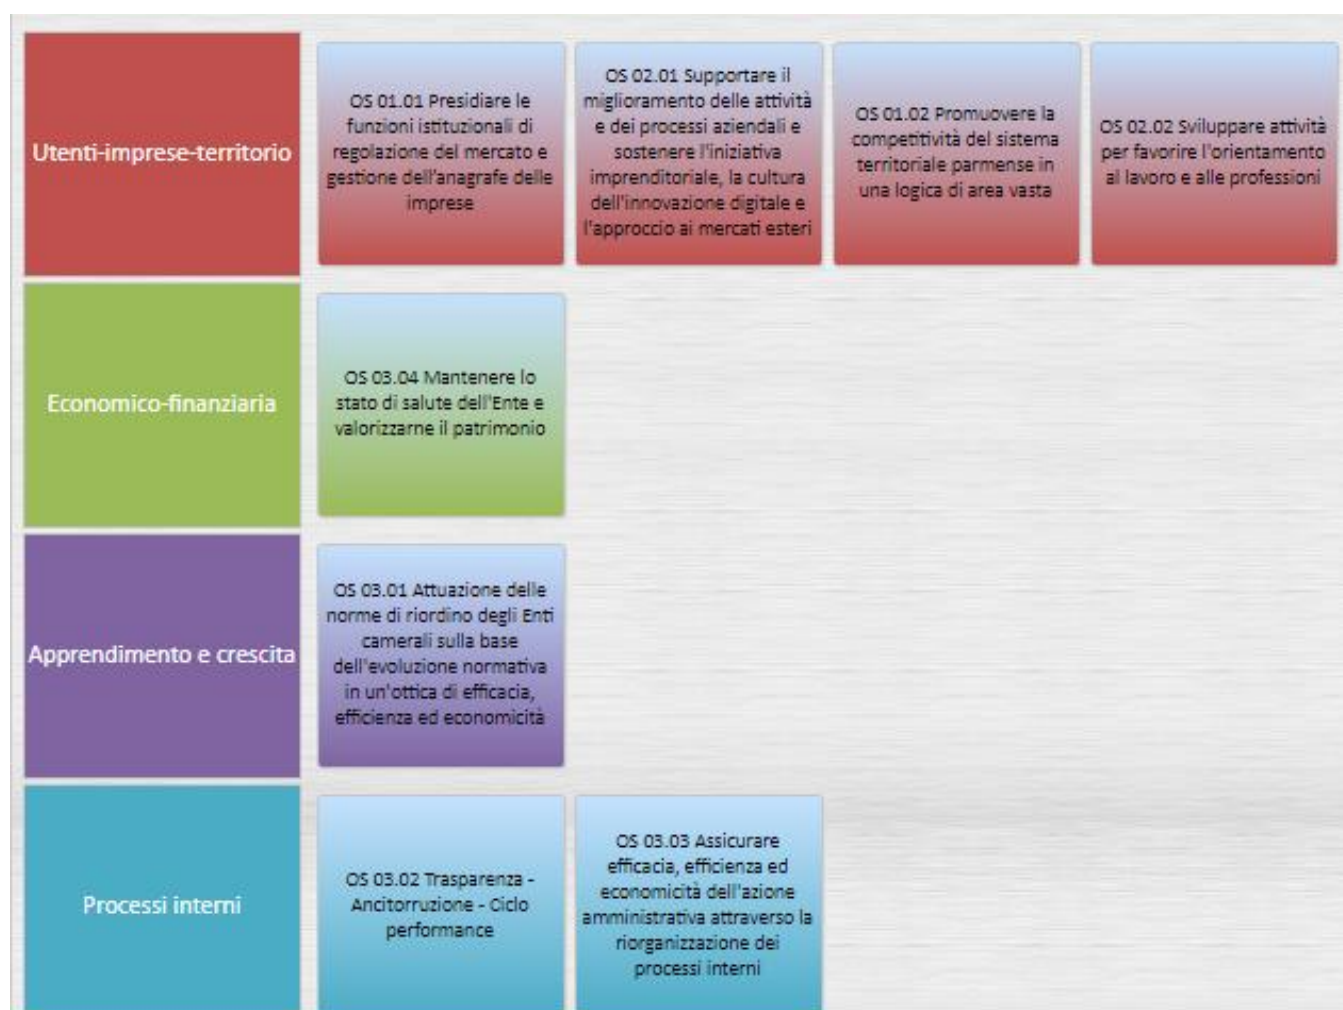 Utenti-imprese-territorio
OS 01.01 Presidiare le
funzioni istituzionali di
regolazione del mercato e
gestione dell'anagrafe delle
imprese
OS 02.01 Supportare il
miglioramento delle attività
e dei processi aziendali e
sostenere l'iniziativa
imprenditoriale, la cultura
dell'innovazione digitale e
l'approccio ai mercati esteri
OS 01.02 Promuovere la
competitività del sistema
territoriale parmense in
una logica di area vasta
OS 02.02 Sviluppare attività
per favorire l'orientamento
al lavoro e alle professioni
Economico-finanziaria
OS 03.04 Mantenere lo
stato di salute dell'Ente e
valorizzarne il patrimonio
Apprendimento e crescita
OS 03.01 Attuazione delle
norme di riordino degli Enti
camerali sulla base
dell'evoluzione normativa
in un'ottica di efficacia,
efficienza ed economicità
Processi interni
OS 03.02 Trasparenza -
Ancitorruzione - Ciclo
performance
OS 03.03 Assicurare
efficacia, efficienza ed
economicità dell'azione
amministrativa attraverso la
riorganizzazione dei
processi interni